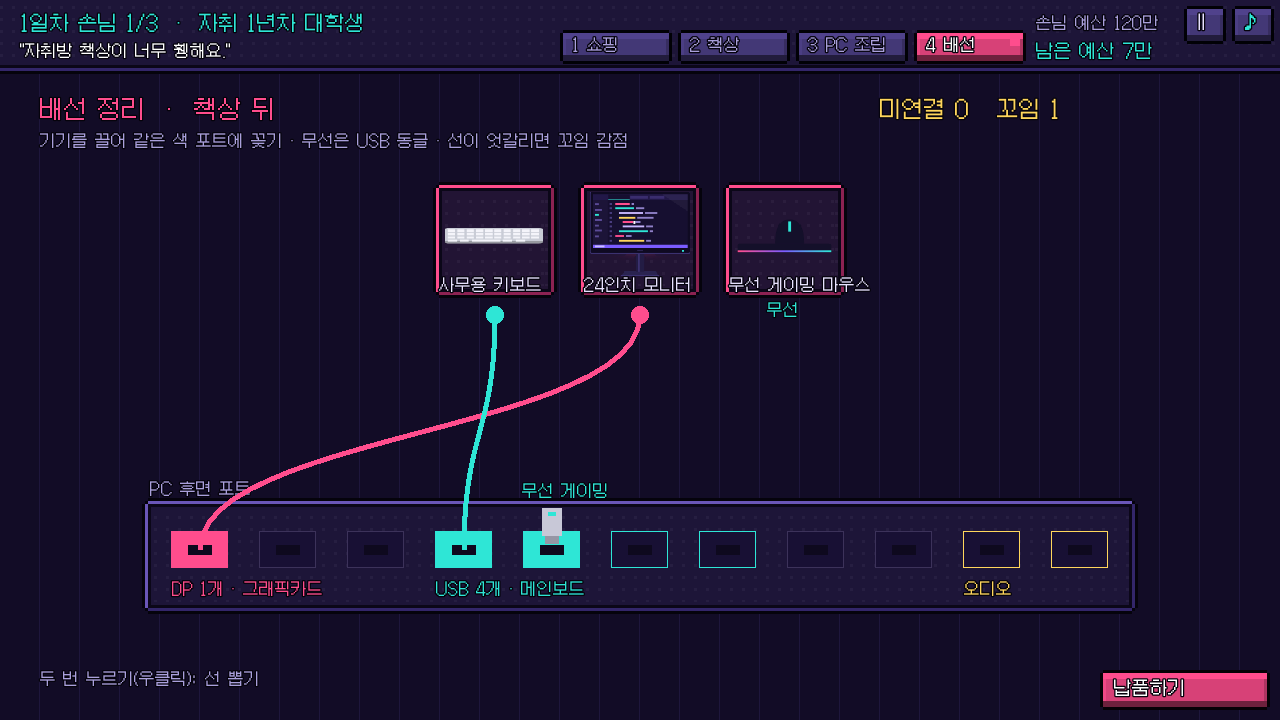 1일차 손님 1/3 · 자취 1년차 대학생
"자취방 책상이 너무 휑해요."
1 쇼핑
2 책상
3 PC 조립
4 배선
손님 예산 120만
남은 예산 7만
배선 정리 · 책상 뒤
미연결 0 꼬임 1
기기를 끌어 같은 색 포트에 꽂기 · 무선은 USB 동글 · 선이 엇갈리면 꼬임 감점
사무용 키보드
24인치 모니터
무선 게이밍 마우스
무선
PC 후면 포트
무선 게이밍
DP 1개 · 그래픽카드
USB 4개 · 메인보드
오디오
두 번 누르기(우클릭): 선 뽑기
납품하기